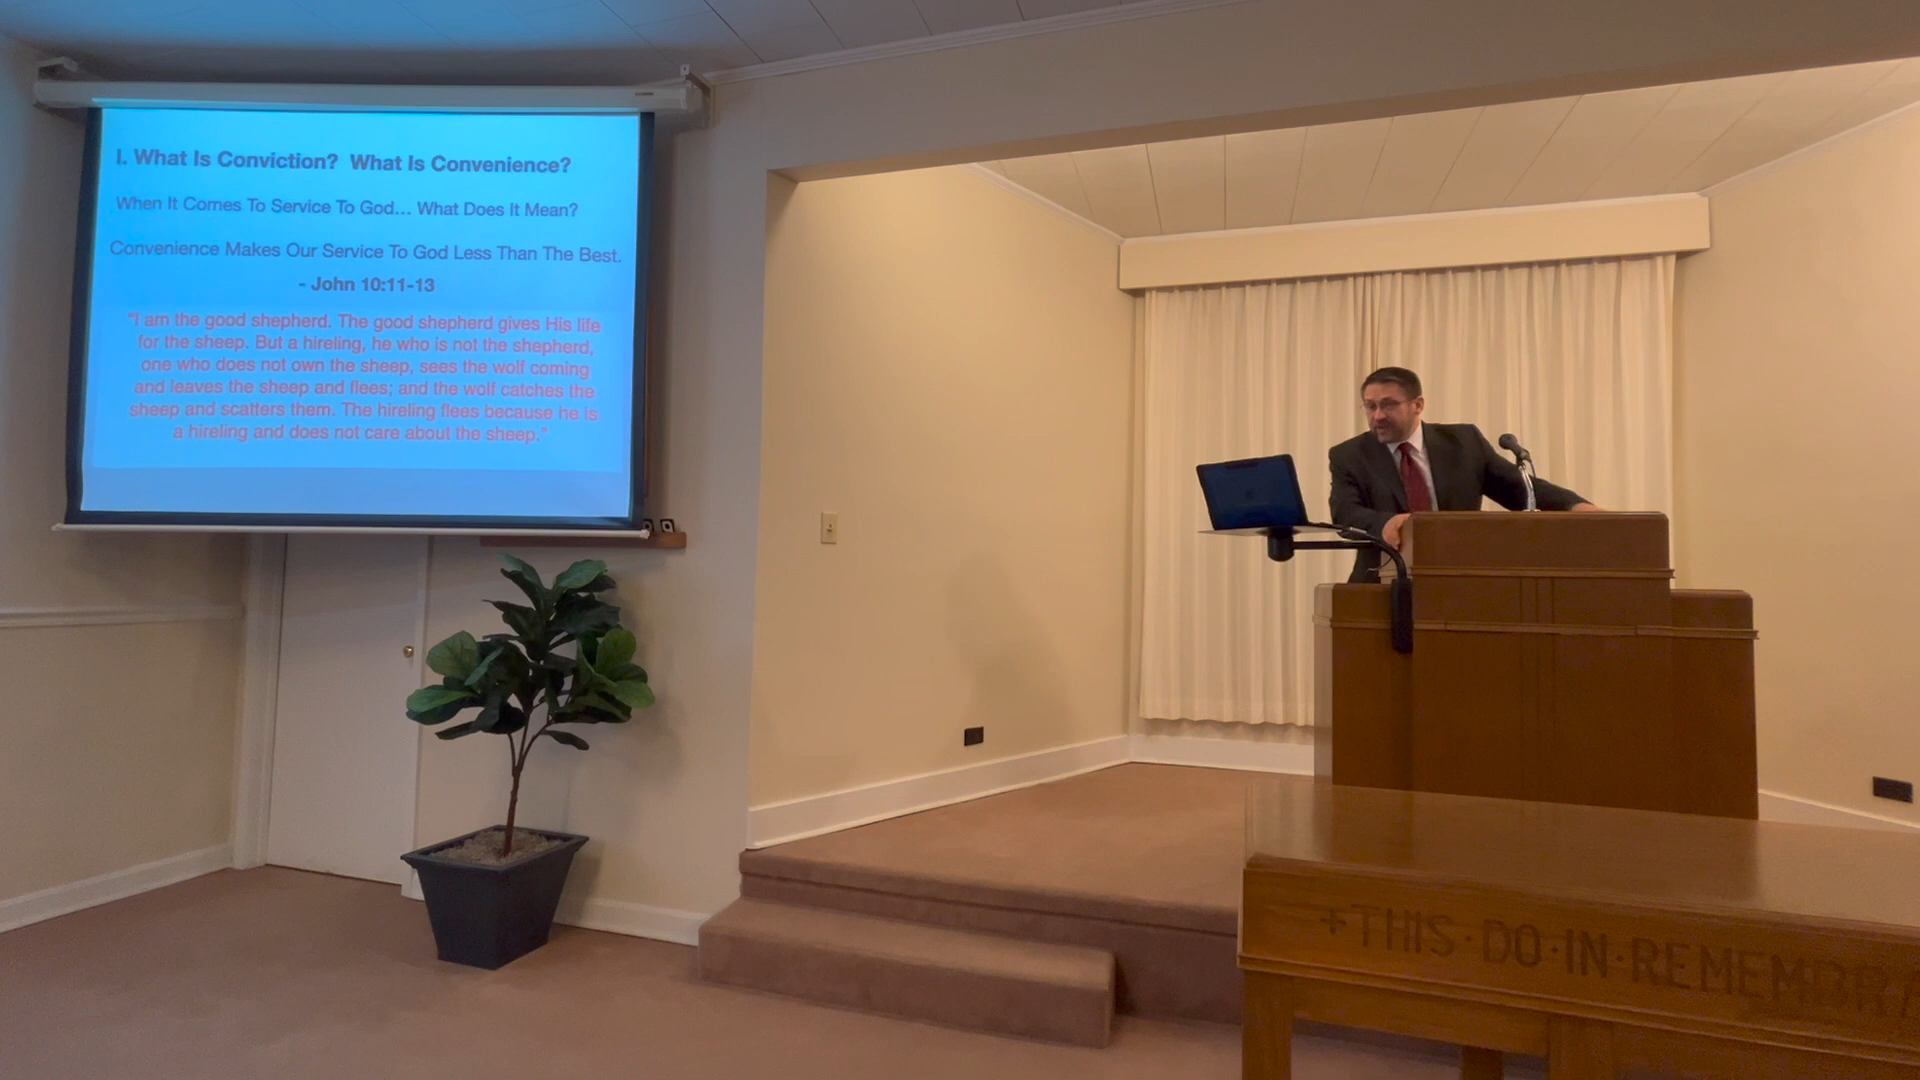 I. What Is Conviction? What Is Convenience?
When It Comes To Service To God... What Does It Mean?
Convenience Makes Our Service To God Less Than The Best.
- John 10:11-13
"I am the good shepherd. The good shepherd gives His life
for the sheep. But a hireling, he who is not the shepherd,
one who does not own the sheep, sees the wolf coming
and leaves the sheep and flees; and the wolf catches the
sheep and scatters them. The hireling flees because he is
a hireling and does not care about the sheep."
+THIS·DO·IN·REMEMBRA